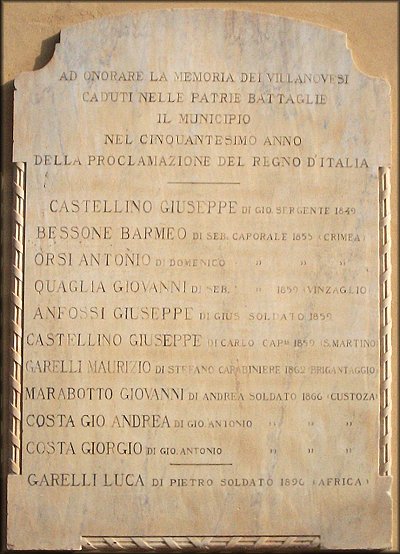 AD ONORARE LA MEMORIA DEI VILLANOVESI
CADUTI NELLE PATRIE BATTAGLIE
IL MUNICIPIO
NEL CINQUANTESIMO ANNO
DELLA PROCLAMAZIONE DEL REGNO D'ITALIA
CASTELLINO GIUSEPPE DI GIO. SERGENTE 1849
BESSONE BARMEO DI SEB. CAPORALE 1855 (CRIMEA)
ORSI ANTONIO DI DOMENICO " " "
QUAGLIA GIOVANNI DI SEB. " 1859 (VINZAGLIO)
ANFOSSI GIUSEPPE DI GIUS. SOLDATO 1859
CASTELLINO GIUSEPPE DI CARLO CAPLE 1859 (S. MARTINO)
GARELLI MAURIZIO DI STEFANO CARABINIERE 1862 (BRIGANTAGGIO)
MARABOTTO GIOVANNI DI ANDREA SOLDATO 1866 (CUSTOZA)
COSTA GIO ANDREA DI GIO. ANTONIO " " "
COSTA GIORGIO DI GIO. ANTONIO " " "
GARELLI LUCA DI PIETRO SOLDATO 1896 (AFRICA)